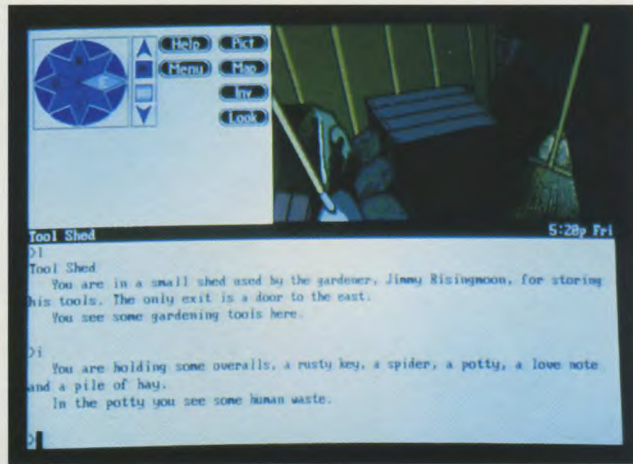 Help
Pict
Menu
Map
E
Inv
Look
Tool Shed 5:20p Fri
>l
Tool Shed
You are in a small shed used by the gardener, Jimmy Risingmoon, for storing
his tools. The only exit is a door to the east.
You see some gardening tools here.
>i
You are holding some overalls, a rusty key, a spider, a potty, a love note
and a pile of hay.
In the potty you see some human waste.
>